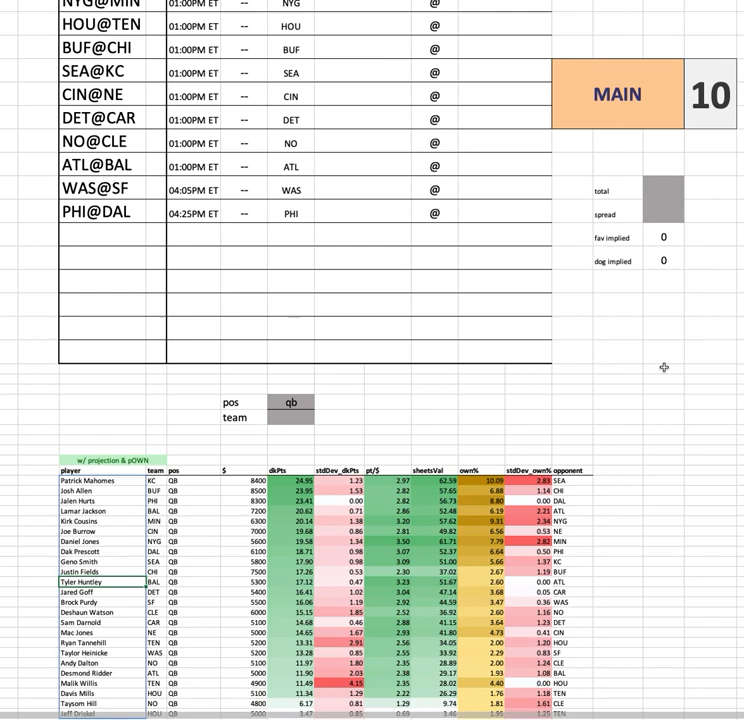 NYG@MIN 01:00PM ET -- NYG @
HOU@TEN 01:00PM ET -- HOU @
BUF@CHI 01:00PM ET -- BUF @
SEA@KC 01:00PM ET -- SEA @
CIN@NE 01:00PM ET -- CIN @
DET@CAR 01:00PM ET -- DET @
NO@CLE 01:00PM ET -- NO @
ATL@BAL 01:00PM ET -- ATL @
WAS@SF 04:05PM ET -- WAS @
PHI@DAL 04:25PM ET -- PHI @
MAIN 10
total
spread
fav implied 0
dog implied 0
pos qb
team
w/ projection & pOWN
player team pos $ dkPts stdDev_dkPts pt/$ sheetsVal own% stdDev_own% opponent
Patrick Mahomes KC QB 8400 24.95 1.23 2.97 62.59 10.09 2.83 SEA
Josh Allen BUF QB 8500 23.95 1.53 2.82 57.65 6.88 1.14 CHI
Jalen Hurts PHI QB 8300 23.41 0.00 2.82 56.73 8.80 0.00 DAL
Lamar Jackson BAL QB 7200 20.62 0.71 2.86 52.48 6.19 2.21 ATL
Kirk Cousins MIN QB 6300 20.14 1.38 3.20 57.62 9.31 2.34 NYG
Joe Burrow CIN QB 7000 19.68 0.86 2.81 49.82 6.56 0.53 NE
Daniel Jones NYG QB 5600 19.58 1.34 3.50 61.71 7.79 2.82 MIN
Dak Prescott DAL QB 6100 18.71 0.98 3.07 52.37 6.64 0.50 PHI
Geno Smith SEA QB 5800 17.90 0.98 3.09 51.00 5.66 1.37 KC
Justin Fields CHI QB 7500 17.26 0.53 2.30 37.02 2.67 1.19 BUF
Tyler Huntley BAL QB 5300 17.12 0.47 3.23 51.67 2.60 0.00 ATL
Jared Goff DET QB 5400 16.41 1.02 3.04 47.14 3.68 0.05 CAR
Brock Purdy SF QB 5500 16.06 1.19 2.92 44.59 3.47 0.36 WAS
Deshaun Watson CLE QB 6000 15.15 1.85 2.52 36.92 2.60 1.16 NO
Sam Darnold CAR QB 5100 14.68 0.46 2.88 41.15 3.64 1.23 DET
Mac Jones NE QB 5000 14.65 1.67 2.93 41.80 4.73 0.41 CIN
Ryan Tannehill TEN QB 5200 13.31 2.91 2.56 34.05 2.00 1.20 HOU
Taylor Heinicke WAS QB 5200 13.28 0.85 2.55 33.92 2.29 0.83 SF
Andy Dalton NO QB 5100 11.97 1.80 2.35 28.89 2.00 1.24 CLE
Desmond Ridder ATL QB 5000 11.90 2.03 2.38 29.17 1.93 1.08 BAL
Malik Willis TEN QB 4900 11.49 4.15 2.35 28.02 4.40 0.00 HOU
Davis Mills HOU QB 5100 11.34 1.29 2.22 26.29 1.76 1.18 TEN
Taysom Hill NO QB 4800 6.17 0.81 1.29 9.74 1.81 1.61 CLE
Jeff Driskel HOU QB 5000 3.47 0.85 0.69 3.46 1.95 1.25 TEN